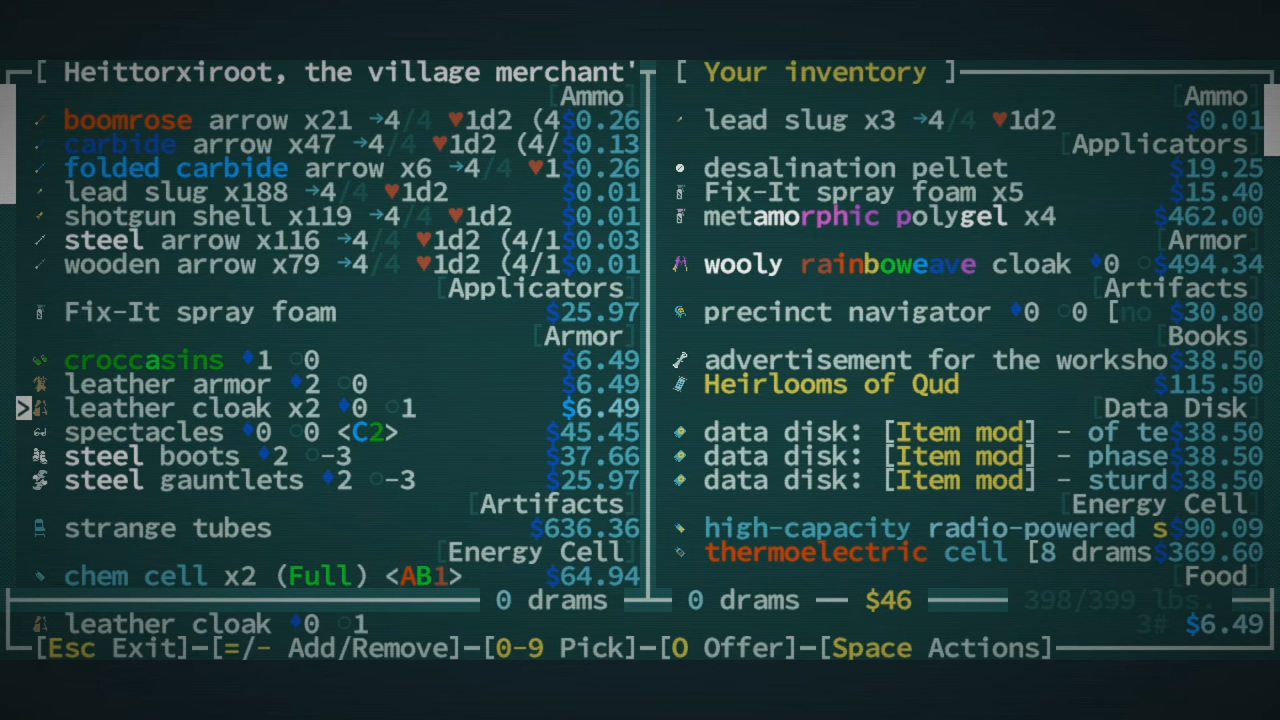 [ Heittorxiroot, the village merchant'
[Ammo]
boomrose arrow x21 →4/4 ♥1d2 (4 $0.26
carbide arrow x47 →4/4 ♥1d2 (4/ $0.13
folded carbide arrow x6 →4/4 ♥1 $0.26
lead slug x188 →4/4 ♥1d2 $0.01
shotgun shell x119 →4/4 ♥1d2 $0.01
steel arrow x116 →4/4 ♥1d2 (4/1 $0.03
wooden arrow x79 →4/4 ♥1d2 (4/1 $0.01
[Applicators]
Fix-It spray foam $25.97
[Armor]
croccasins ♦1 ○0 $6.49
leather armor ♦2 ○0 $6.49
> leather cloak x2 ♦0 ○1 $6.49
spectacles ♦0 ○0 <C2> $45.45
steel boots ♦2 ○-3 $37.66
steel gauntlets ♦2 ○-3 $25.97
[Artifacts]
strange tubes $636.36
[Energy Cell]
chem cell x2 (Full) <AB1> $64.94
0 drams
[ Your inventory ]
[Ammo]
lead slug x3 →4/4 ♥1d2 $0.01
[Applicators]
desalination pellet $19.25
Fix-It spray foam x5 $15.40
metamorphic polygel x4 $462.00
[Armor]
wooly rainboweave cloak ♦0 ○ $494.34
[Artifacts]
precinct navigator ♦0 ○0 [no $30.80
[Books]
advertisement for the worksho $38.50
Heirlooms of Qud $115.50
[Data Disk]
data disk: [Item mod] - of te $38.50
data disk: [Item mod] - phase $38.50
data disk: [Item mod] - sturd $38.50
[Energy Cell]
high-capacity radio-powered s $90.09
thermoelectric cell [8 drams $369.60
[Food]
0 drams — $46 398/399 lbs.
leather cloak ♦0 ○1 3# $6.49
[Esc Exit]-[=/- Add/Remove]-[0-9 Pick]-[O Offer]-[Space Actions]